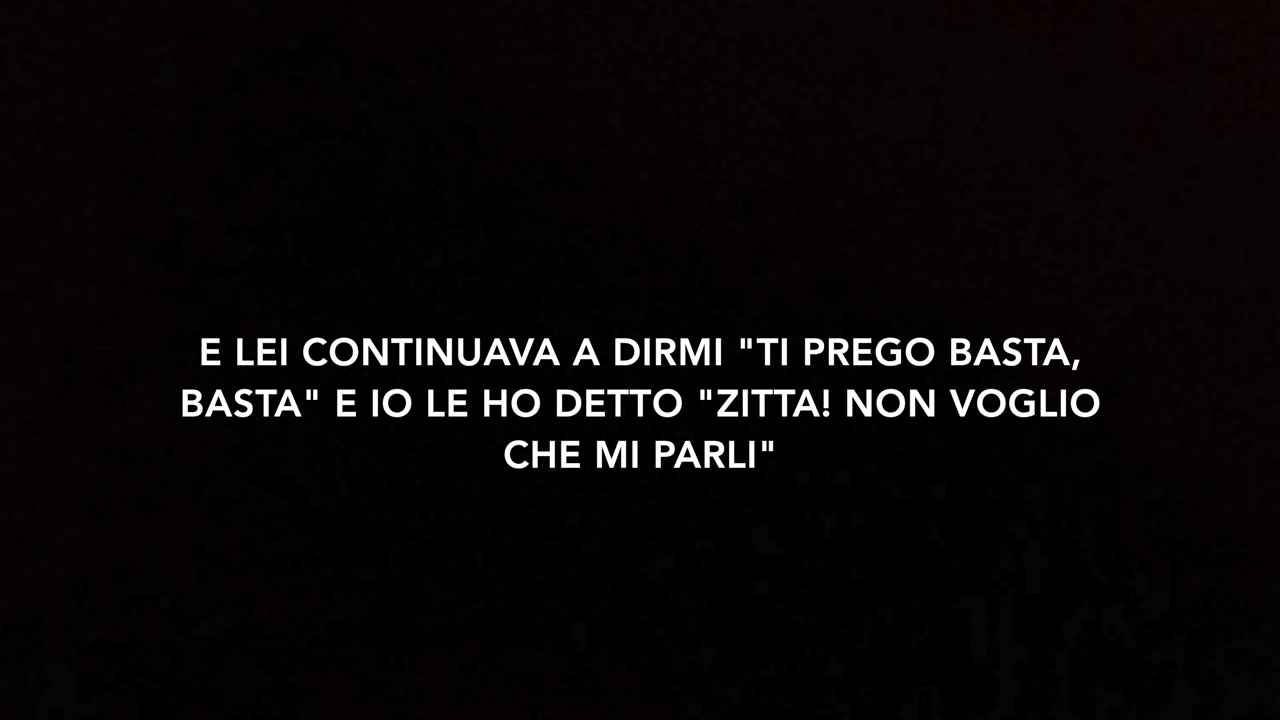 E LEI CONTINUAVA A DIRMI "TI PREGO BASTA,
BASTA" E IO LE HO DETTO "ZITTA! NON VOGLIO
CHE MI PARLI"